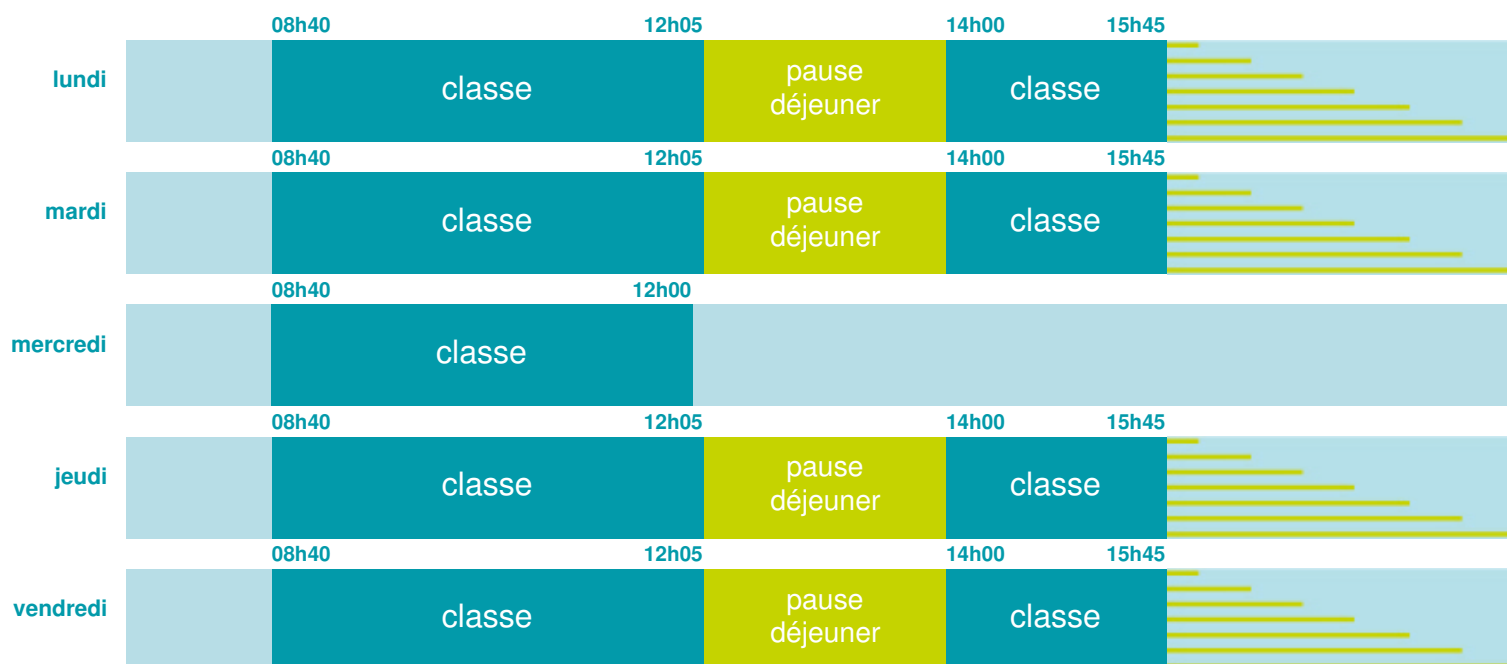 08h40 12h05 14h00 15h45
lundi classe pause déjeuner classe
08h40 12h05 14h00 15h45
mardi classe pause déjeuner classe
08h40 12h00
mercredi classe
08h40 12h05 14h00 15h45
jeudi classe pause déjeuner classe
08h40 12h05 14h00 15h45
vendredi classe pause déjeuner classe